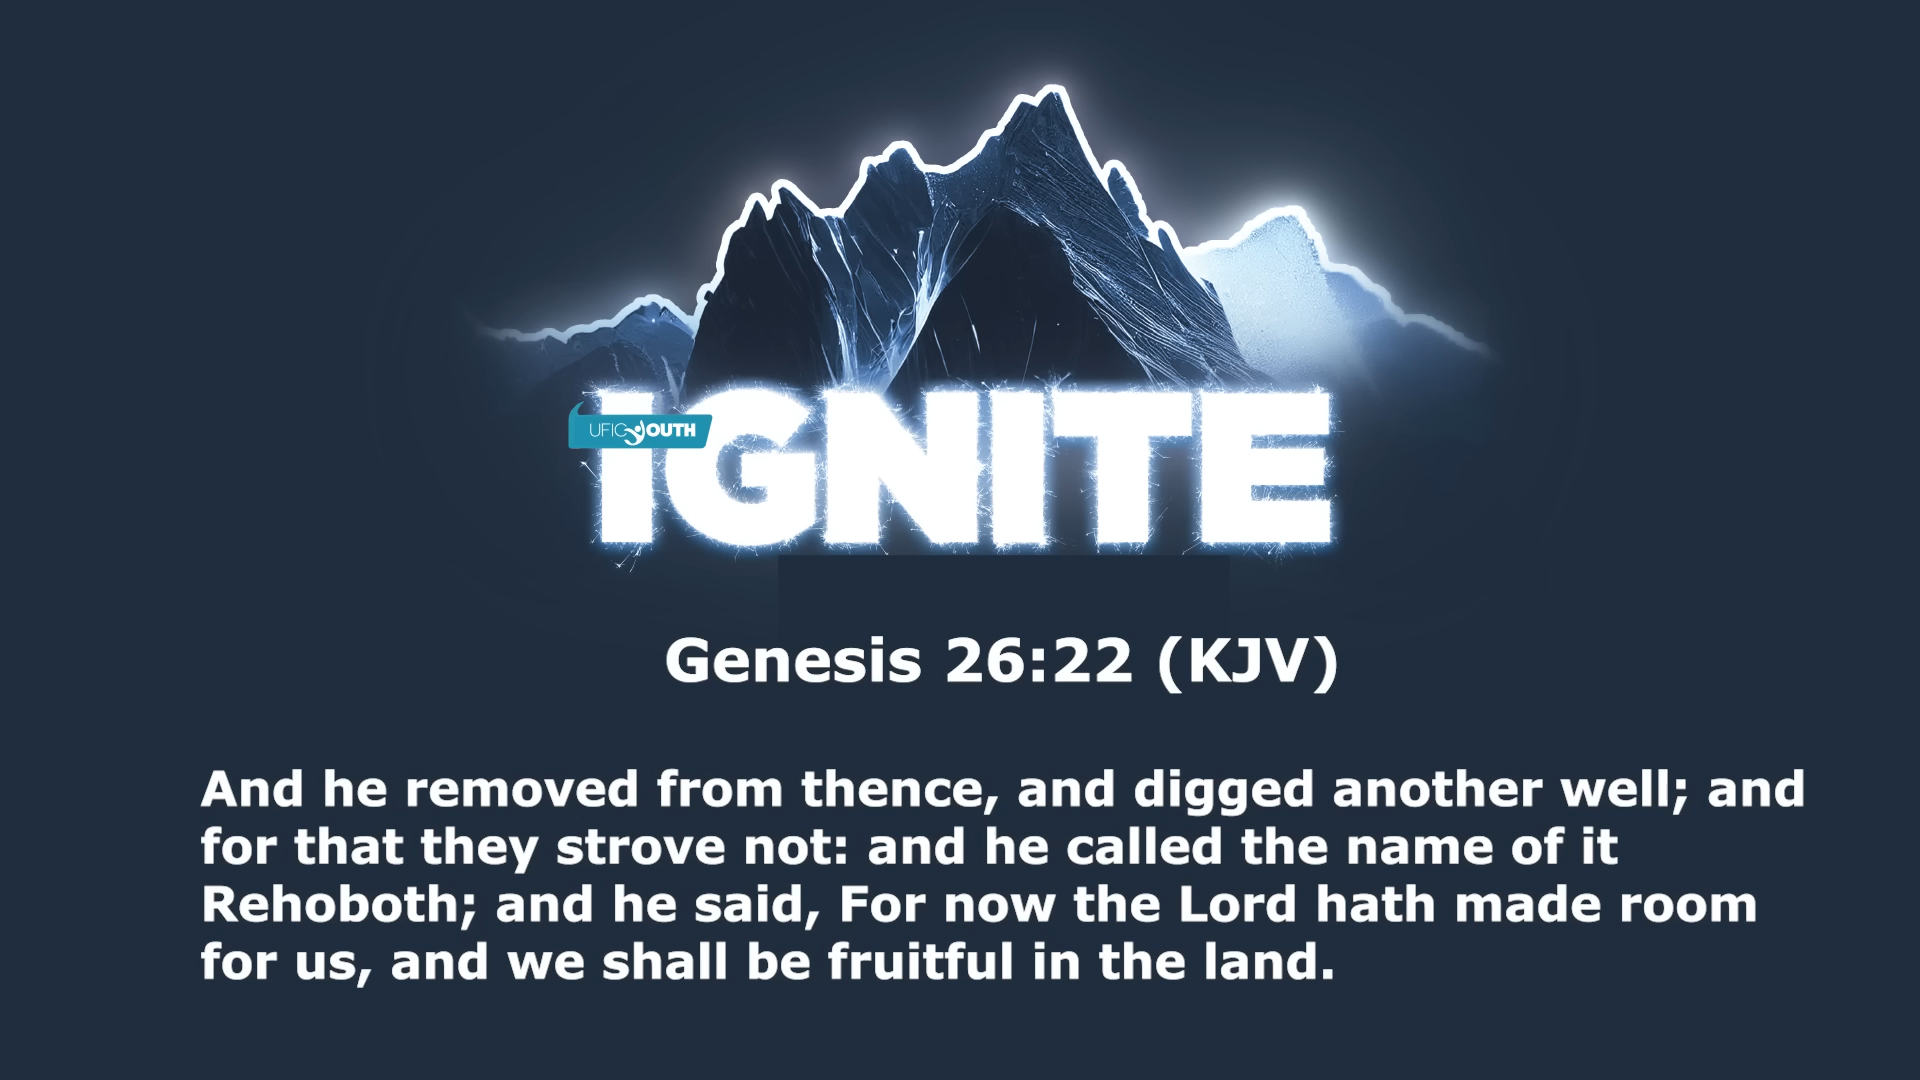 UFIC YOUTH
IGNITE
Genesis 26:22 (KJV)
And he removed from thence, and digged another well; and
for that they strove not: and he called the name of it
Rehoboth; and he said, For now the Lord hath made room
for us, and we shall be fruitful in the land.